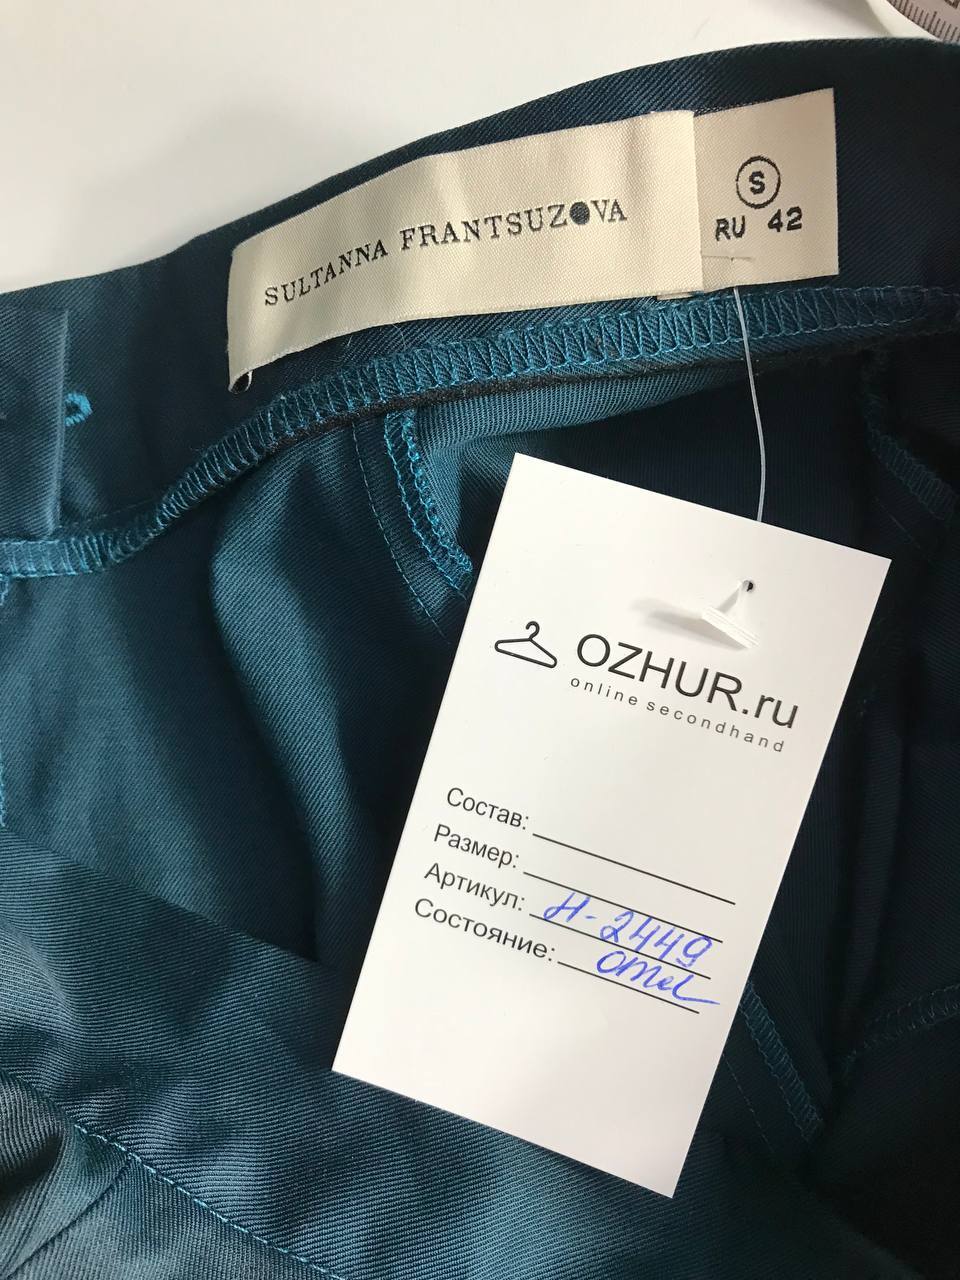 SULTANNA FRANTSUZOVA
S
RU 42
OZHUR.ru
online secondhand
Состав:
Размер:
Артикул: Н-2449
Состояние: отл